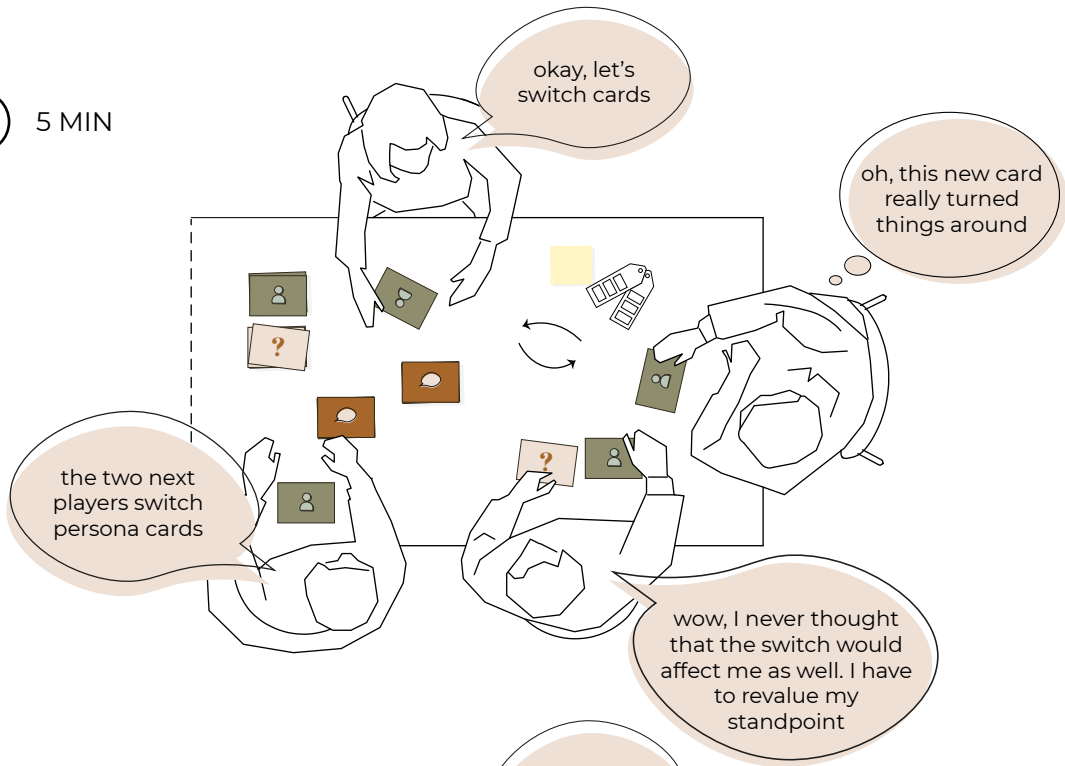 okay, let's
switch cards
5 MIN
oh, this new card
really turned
things around
?
?
the two next
players switch
persona cards
wow, I never thought
that the switch would
affect me as well. I have
to revalue my
standpoint